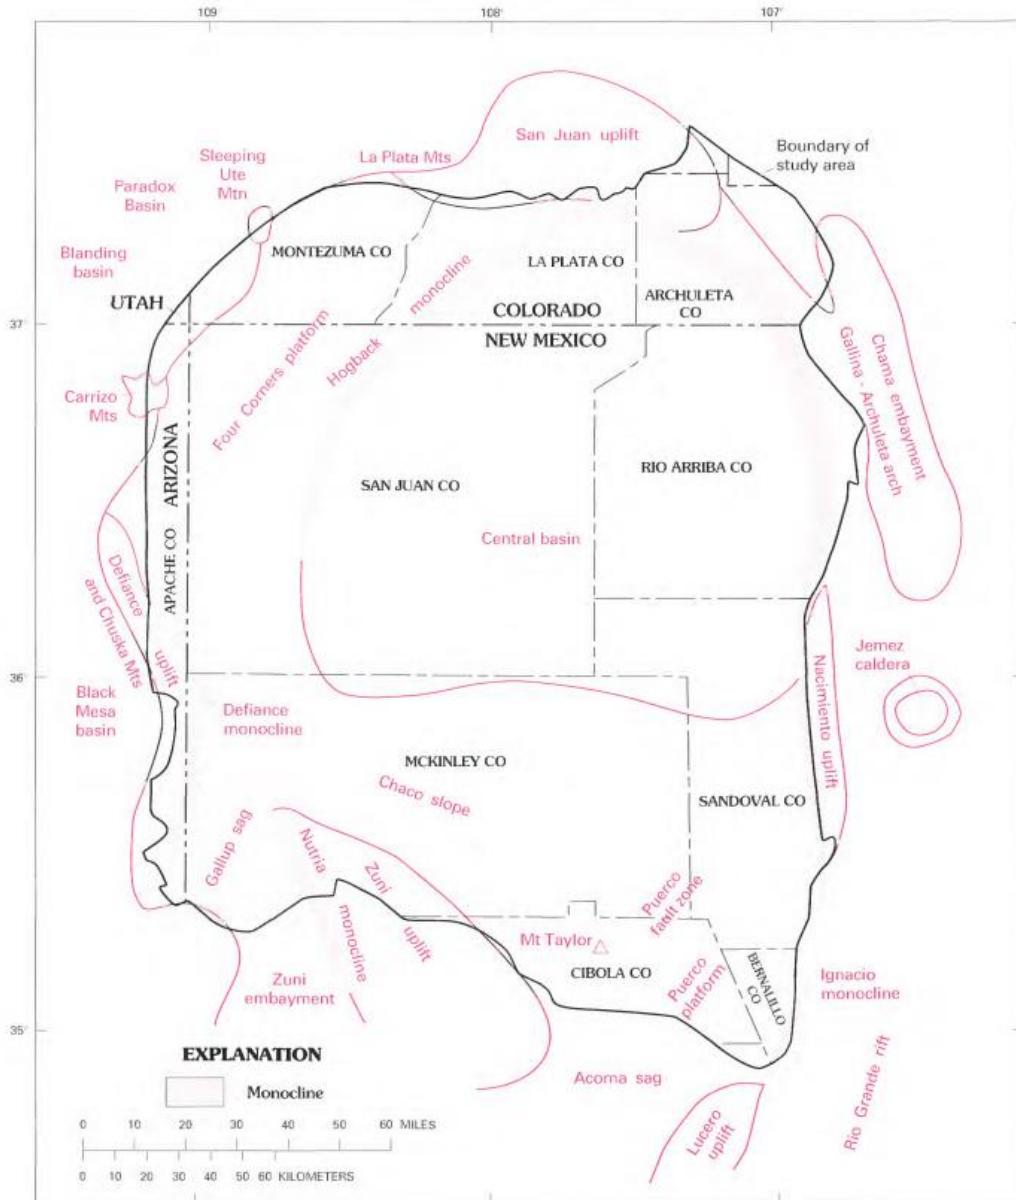 109
108°
107°
San Juan uplift
Boundary of
study area
La Plata Mts
Sleeping
Ute
Mtn
Paradox
Basin
Blanding
basin
MONTEZUMA CO
LA PLATA CO
monocline
UTAH
COLORADO
ARCHULETA
CO
37°
NEW MEXICO
Hogback
Four Corners platform
Chama embayment
Gallina - Archuleta arch
Carrizo
Mts
ARIZONA
APACHE CO
SAN JUAN CO
RIO ARRIBA CO
Central basin
Defiance
uplift
and Chuska Mts
Jemez
caldera
36°
Black
Mesa
basin
Defiance
monocline
Nacimiento uplift
MCKINLEY CO
Chaco slope
SANDOVAL CO
Gallup sag
Nutria
monocline
Zuni
uplift
Puerco
fault zone
Mt Taylor
CIBOLA CO
Puerco
platform
BERNALILLO
CO
Ignacio
monocline
Zuni
embayment
35°
Acoma sag
Lucero
uplift
Rio Grande rift
EXPLANATION
Monocline
0 10 20 30 40 50 60 MILES
0 10 20 30 40 50 60 KILOMETERS